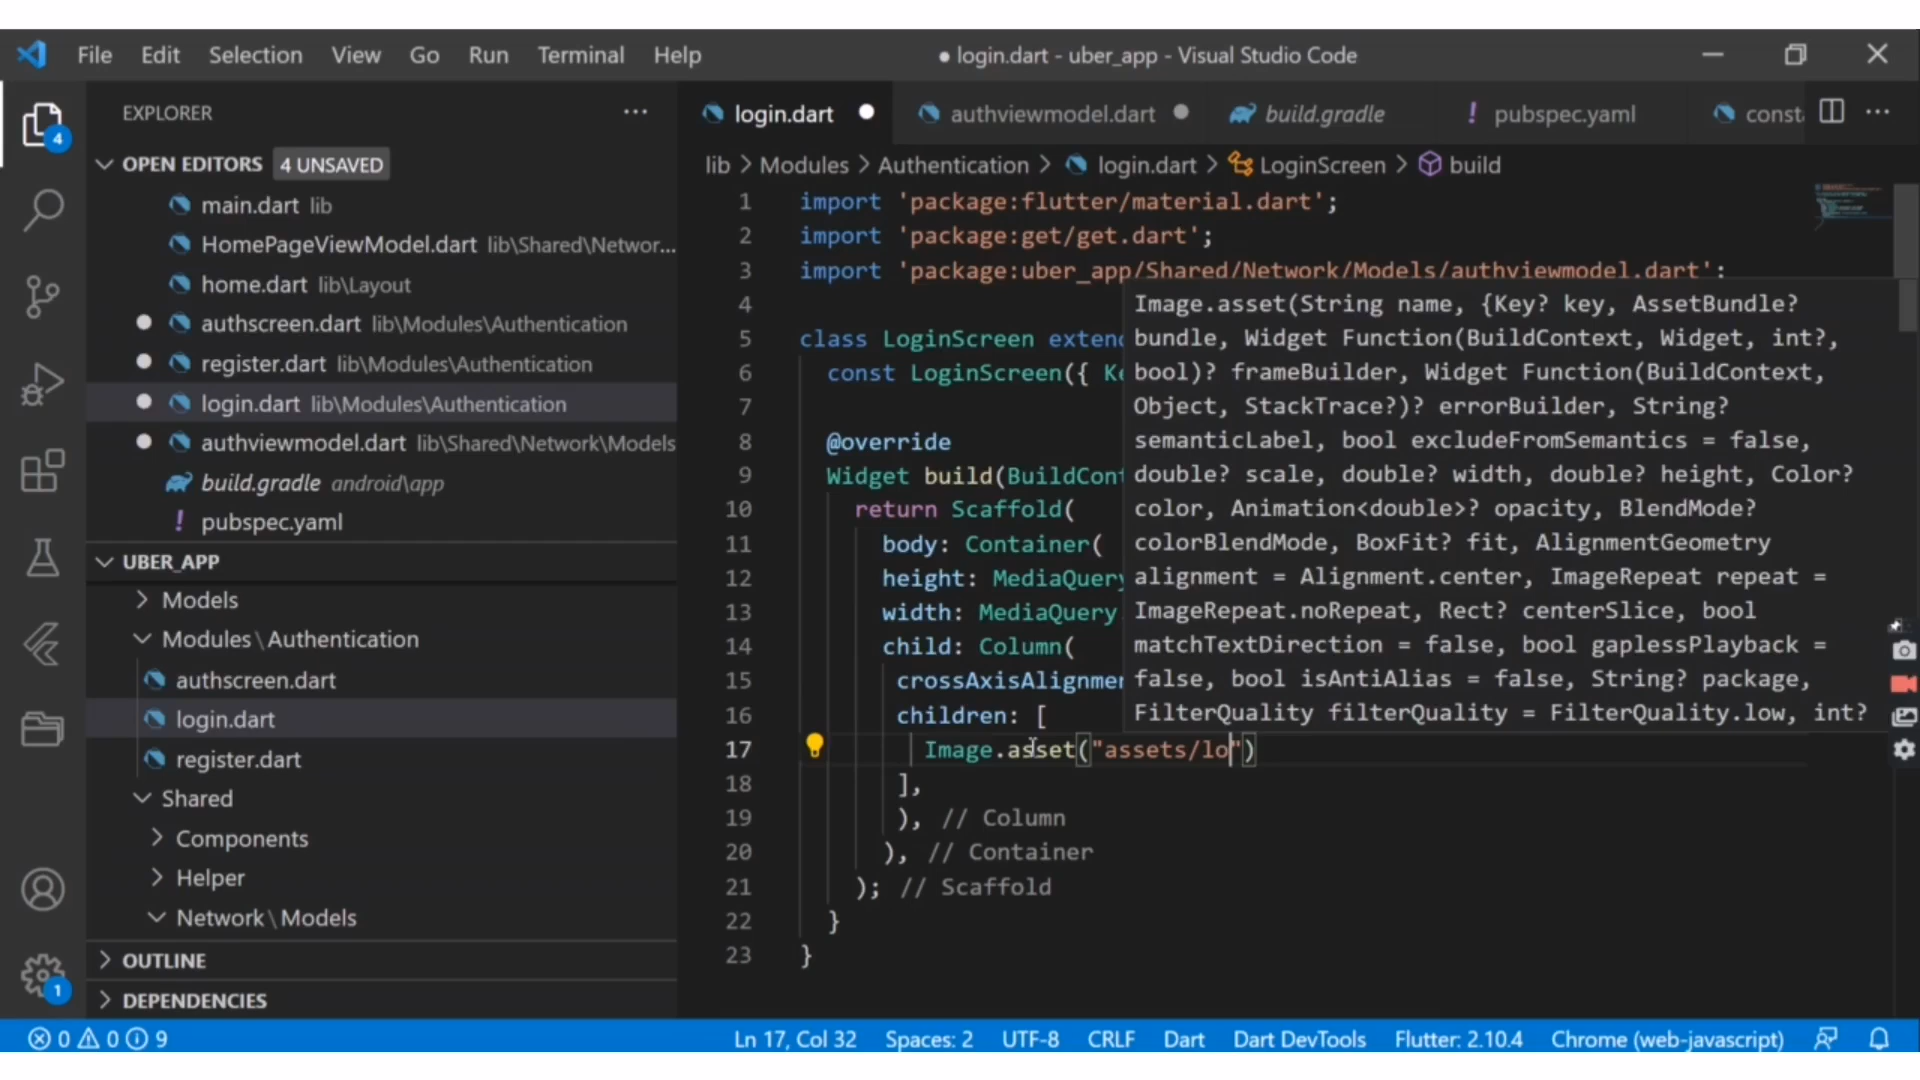 File Edit Selection View Go Run Terminal Help ● login.dart - uber_app - Visual Studio Code
EXPLORER
OPEN EDITORS 4 UNSAVED
main.dart lib
HomePageViewModel.dart lib\Shared\Networ...
home.dart lib\Layout
authscreen.dart lib\Modules\Authentication
register.dart lib\Modules\Authentication
login.dart lib\Modules\Authentication
authviewmodel.dart lib\Shared\Network\Models
build.gradle android\app
! pubspec.yaml
UBER_APP
Models
Modules\Authentication
authscreen.dart
login.dart
register.dart
Shared
Components
Helper
Network\Models
OUTLINE
DEPENDENCIES
4
1
login.dart authviewmodel.dart build.gradle ! pubspec.yaml const
lib > Modules > Authentication > login.dart > LoginScreen > build
1 import 'package:flutter/material.dart';
2 import 'package:get/get.dart';
3 import 'package:uber_app/Shared/Network/Models/authviewmodel.dart';
4
5 class LoginScreen exten
6 const LoginScreen({ K
7
8 @override
9 Widget build(BuildCon
10 return Scaffold(
11 body: Container(
12 height: MediaQuery
13 width: MediaQuery
14 child: Column(
15 crossAxisAlignme
16 children: [
17 Image.asset("assets/lo")
18 ],
19 ), // Column
20 ), // Container
21 ); // Scaffold
22 }
23 }
Image.asset(String name, {Key? key, AssetBundle?
bundle, Widget Function(BuildContext, Widget, int?,
bool)? frameBuilder, Widget Function(BuildContext,
Object, StackTrace?)? errorBuilder, String?
semanticLabel, bool excludeFromSemantics = false,
double? scale, double? width, double? height, Color?
color, Animation<double>? opacity, BlendMode?
colorBlendMode, BoxFit? fit, AlignmentGeometry
alignment = Alignment.center, ImageRepeat repeat =
ImageRepeat.noRepeat, Rect? centerSlice, bool
matchTextDirection = false, bool gaplessPlayback =
false, bool isAntiAlias = false, String? package,
FilterQuality filterQuality = FilterQuality.low, int?
0 0 9 Ln 17, Col 32 Spaces: 2 UTF-8 CRLF Dart Dart DevTools Flutter: 2.10.4 Chrome (web-javascript)